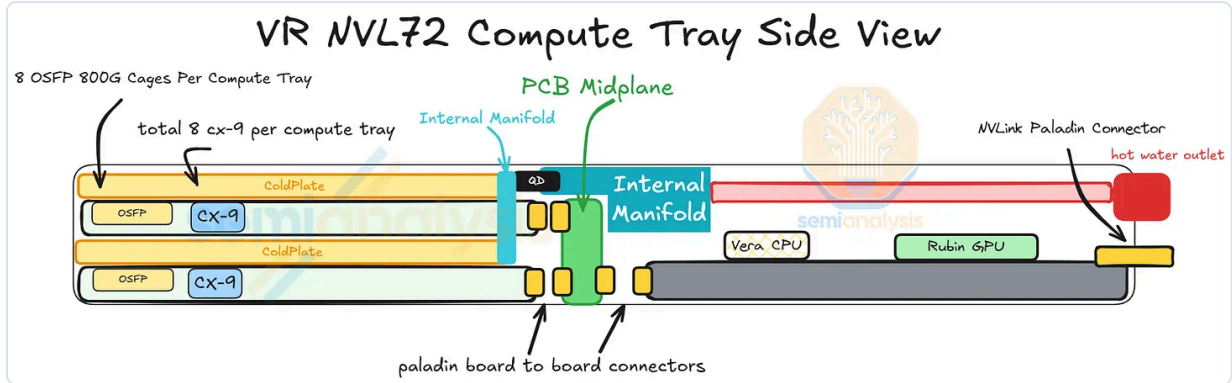 VR NVL72 Compute Tray Side View
8 OSFP 800G Cages Per Compute Tray
total 8 cx-9 per compute tray
Internal Manifold
PCB Midplane
NVLink Paladin Connector
hot water outlet
ColdPlate
QD
Internal
Manifold
OSFP
CX-9
semianalysis
semianalysis
ColdPlate
Vera CPU
Rubin GPU
OSFP
CX-9
paladin board to board connectors